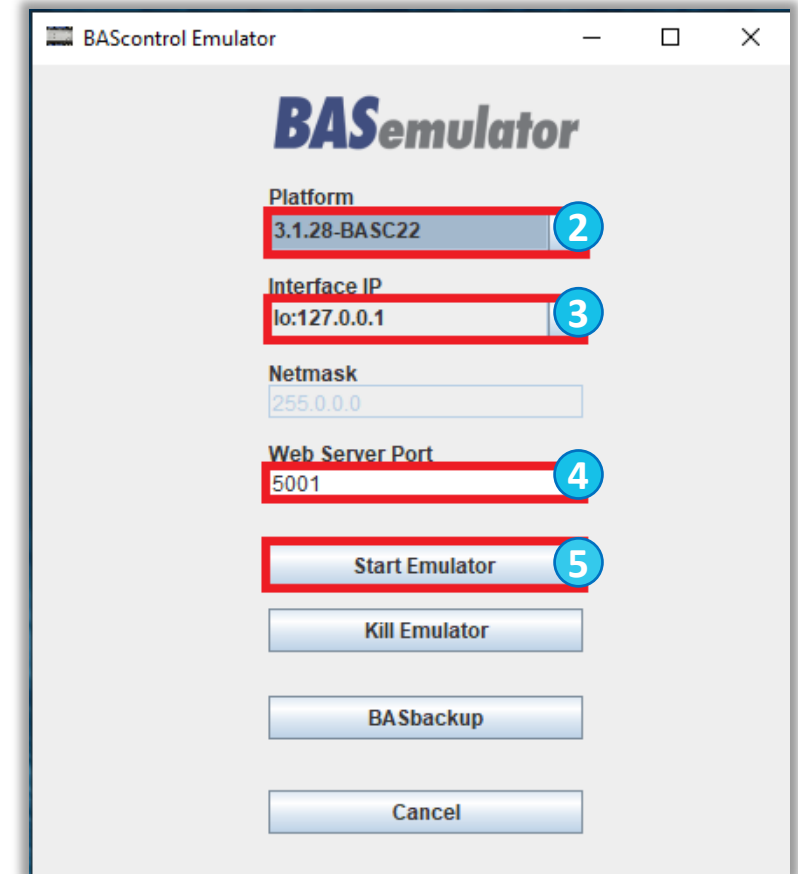 BAScontrol Emulator
BASemulator
Platform
3.1.28-BASC22
2
Interface IP
lo:127.0.0.1
3
Netmask
255.0.0.0
Web Server Port
5001
4
Start Emulator
5
Kill Emulator
BASbackup
Cancel